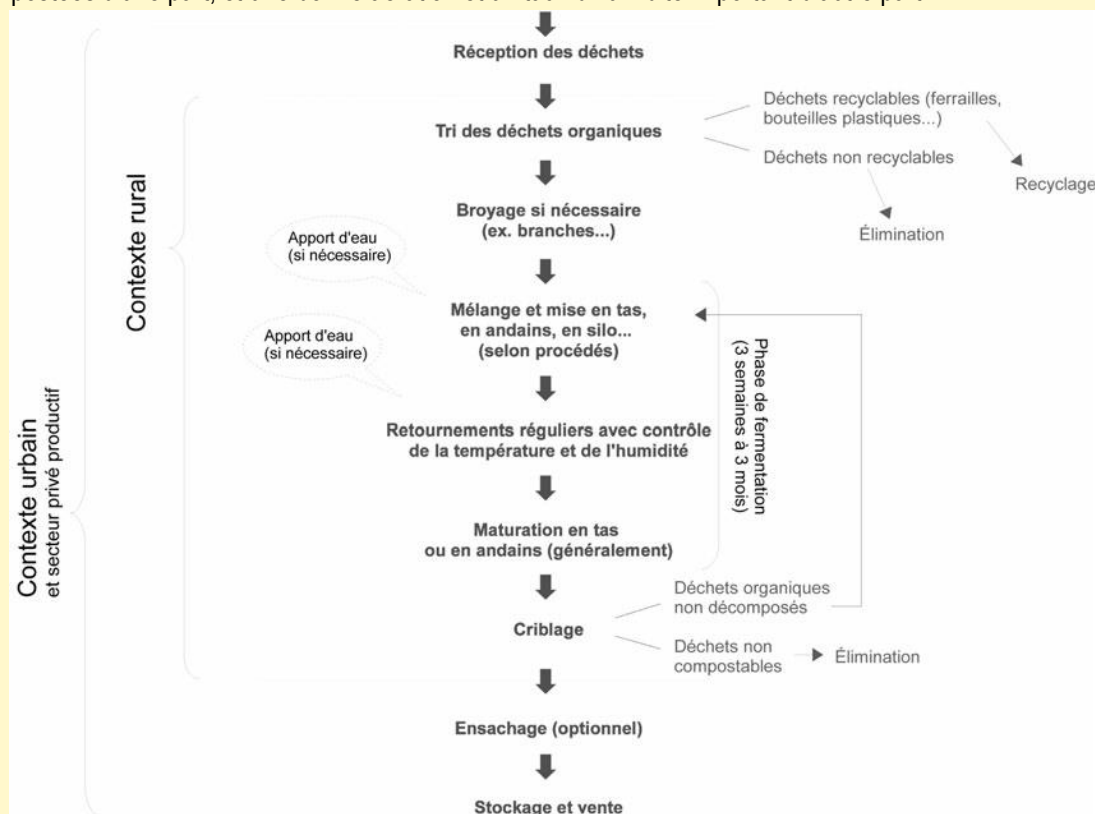 Réception des déchets
Tri des déchets organiques
Déchets recyclables (ferrailles,
bouteilles plastiques...)
Déchets non recyclables
Recyclage
Élimination
Broyage si nécessaire
(ex. branches...)
Apport d'eau
(si nécessaire)
Mélange et mise en tas,
en andains, en silo...
(selon procédés)
Apport d'eau
(si nécessaire)
Retournements réguliers avec contrôle
de la température et de l'humidité
Maturation en tas
ou en andains (généralement)
Phase de fermentation
(3 semaines à 3 mois)
Criblage
Déchets organiques
non décomposés
Déchets non
compostables
Élimination
Ensachage (optionnel)
Stockage et vente
Contexte rural
Contexte urbain
et secteur privé productif